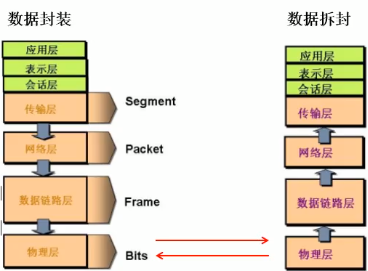 数据封装
数据拆封
应用层
表示层
会话层
传输层
Segment
网络层
Packet
数据链路层
Frame
物理层
Bits
应用层
表示层
会话层
传输层
网络层
数据链路层
物理层